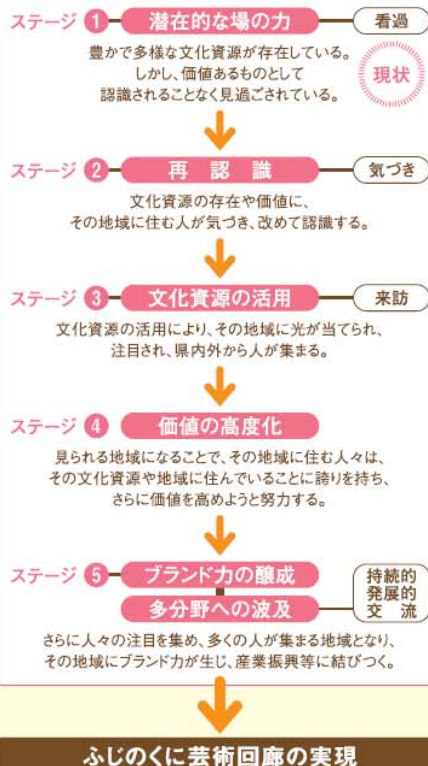 ステージ 1 潜在的な場の力 看過
豊かで多様な文化資源が存在している。
しかし、価値あるものとして
認識されることなく見過ごされている。
現状
ステージ 2 再 認 識 気づき
文化資源の存在や価値に、
その地域に住む人が気づき、改めて認識する。
ステージ 3 文化資源の活用 来訪
文化資源の活用により、その地域に光が当てられ、
注目され、県内外から人が集まる。
ステージ 4 価値の高度化
見られる地域になることで、その地域に住む人々は、
その文化資源や地域に住んでいることに誇りを持ち、
さらに価値を高めようと努力する。
ステージ 5 ブランド力の醸成
多分野への波及
持続的
発展的
交 流
さらに人々の注目を集め、多くの人が集まる地域となり、
その地域にブランド力が生じ、産業振興等に結びつく。
ふじのくに芸術回廊の実現